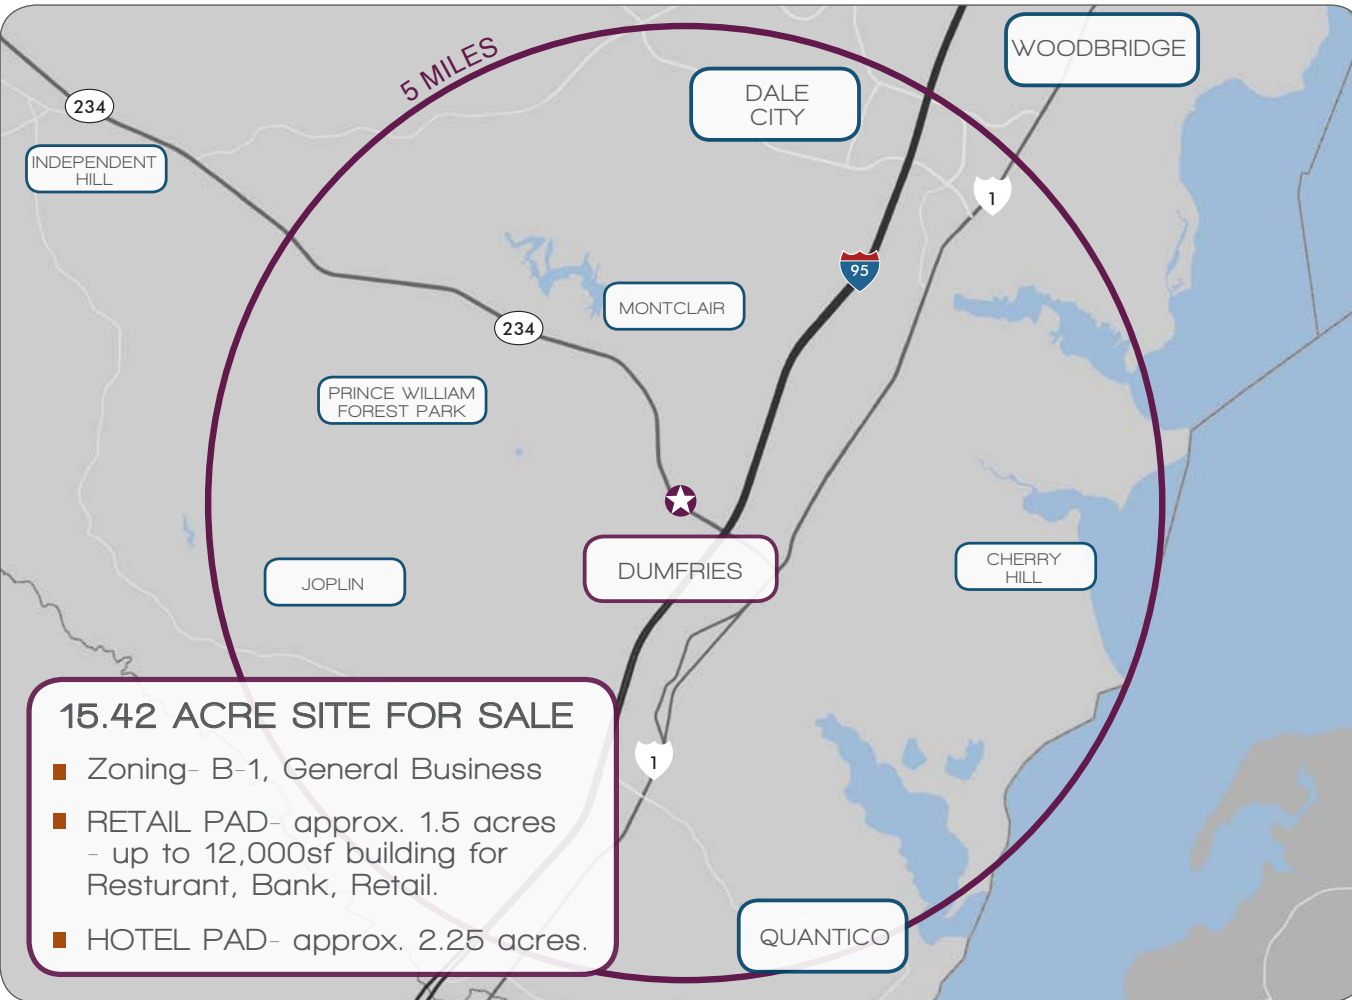 WOODBRIDGE
5 MILES
DALE
CITY
234
INDEPENDENT
HILL
1
95
MONTCLAIR
234
PRINCE WILLIAM
FOREST PARK
DUMFRIES
CHERRY
HILL
JOPLIN
15.42 ACRE SITE FOR SALE
Zoning- B-1, General Business
RETAIL PAD- approx. 1.5 acres
- up to 12,000sf building for
Resturant, Bank, Retail.
HOTEL PAD- approx. 2.25 acres.
1
QUANTICO